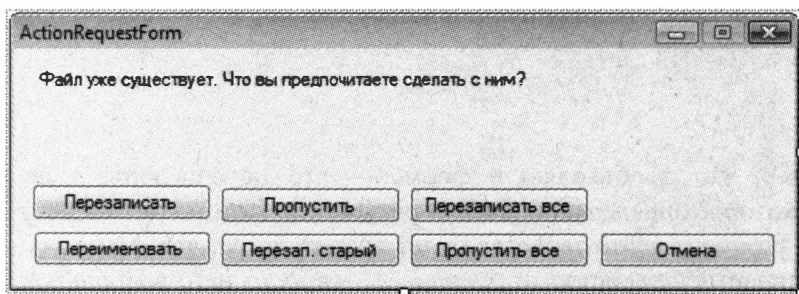 ActionRequestForm
Файл уже существует. Что вы предпочитаете сделать с ним?
Перезаписать
Пропустить
Перезаписать все
Переименовать
Перезап. старый
Пропустить все
Отмена